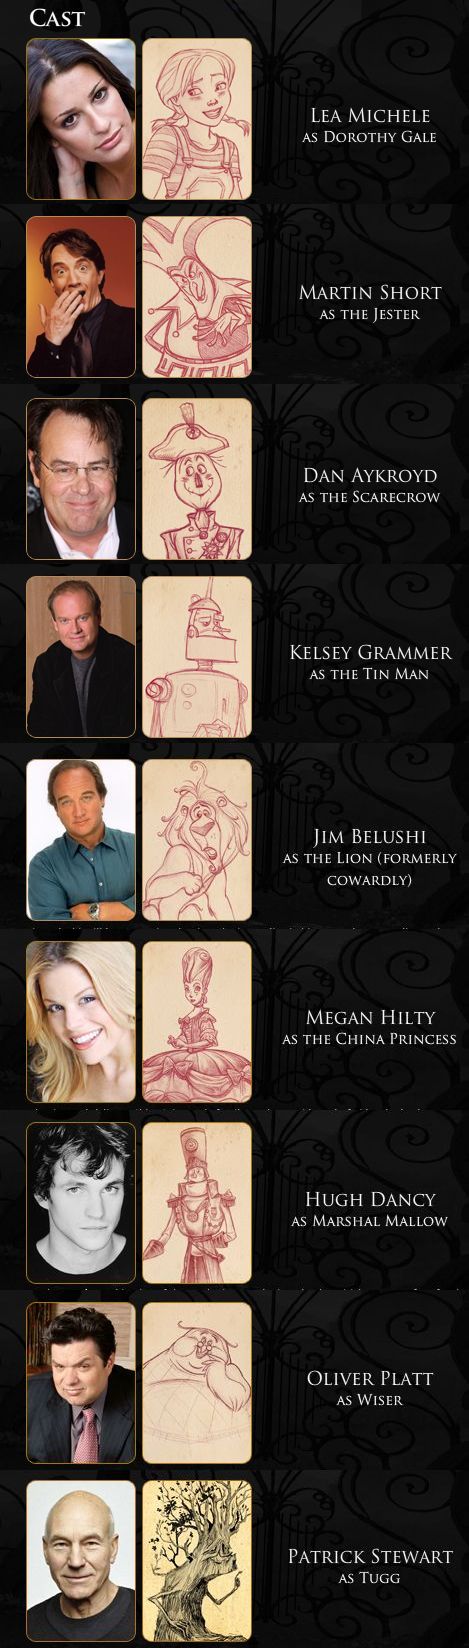 Cast
Lea Michele
as Dorothy Gale
Martin Short
as the Jester
Dan Aykroyd
as the Scarecrow
Kelsey Grammer
as the Tin Man
Jim Belushi
as the Lion (formerly
cowardly)
Megan Hilty
as the China Princess
Hugh Dancy
as Marshal Mallow
Oliver Platt
as Wiser
Patrick Stewart
as Tugg